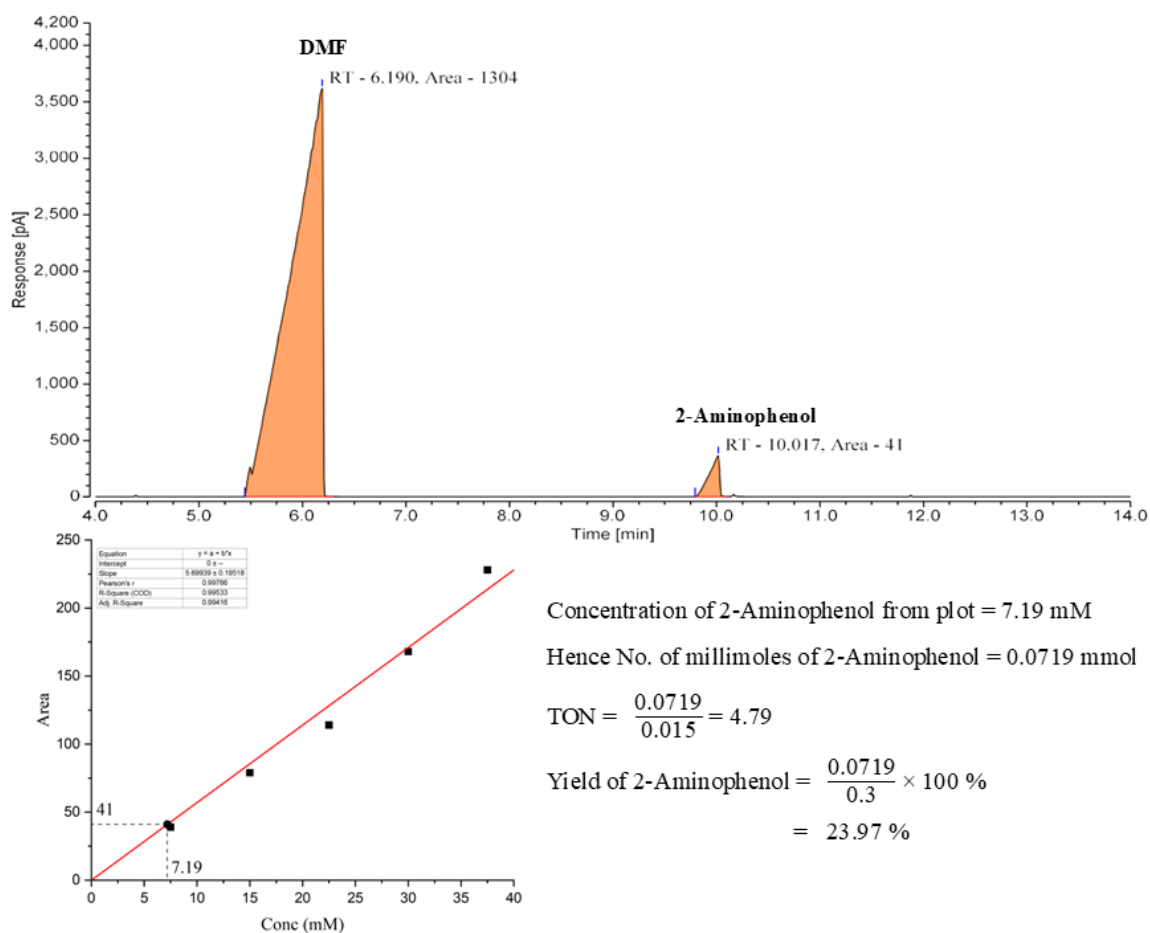 4,200
4,000
3,500
3,000
2,500
2,000
1,500
1,000
500
0
Response [pA]
DMF
RT - 6.190, Area - 1304
2-Aminophenol
RT - 10.017, Area - 41
4.0 5.0 6.0 7.0 8.0 9.0 10.0 11.0 12.0 13.0 14.0
Time [min]
250
200
150
100
50
0
Area
Equation y = a + b*x
Intercept 0 ± --
Slope 5.69939 ± 0.19518
Pearson's r 0.99766
R-Square (COD) 0.99533
Adj. R-Square 0.99416
41
7.19
0 5 10 15 20 25 30 35 40
Conc (mM)
Concentration of 2-Aminophenol from plot = 7.19 mM
Hence No. of millimoles of 2-Aminophenol = 0.0719 mmol
TON = 0.0719 / 0.015 = 4.79
Yield of 2-Aminophenol = 0.0719 / 0.3 × 100 %
= 23.97 %